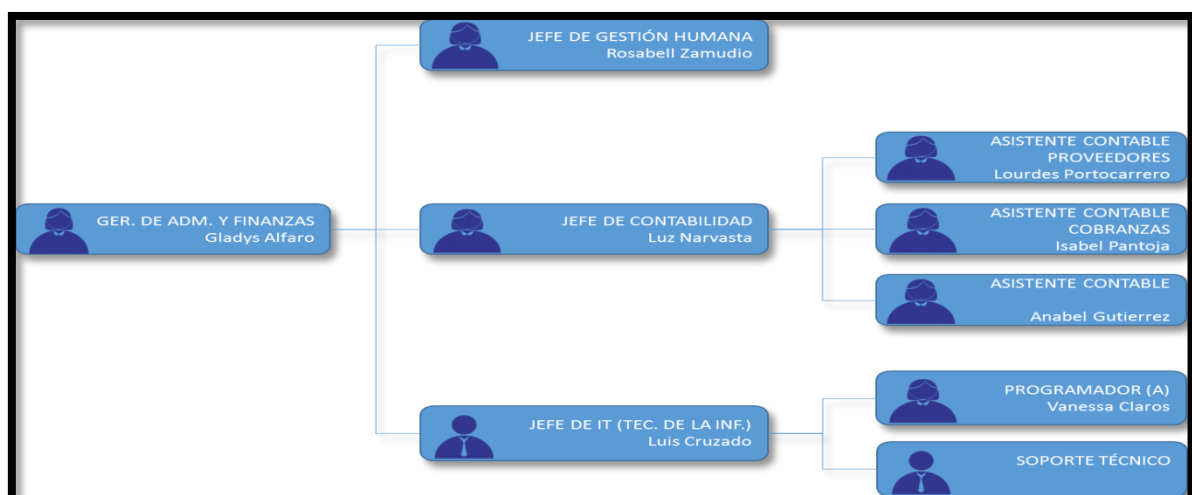 JEFE DE GESTIÓN HUMANA
Rosabell Zamudio
ASISTENTE CONTABLE
PROVEEDORES
Lourdes Portocarrero
GER. DE ADM. Y FINANZAS
Gladys Alfaro
JEFE DE CONTABILIDAD
Luz Narvasta
ASISTENTE CONTABLE
COBRANZAS
Isabel Pantoja
ASISTENTE CONTABLE
Anabel Gutierrez
PROGRAMADOR (A)
Vanessa Claros
JEFE DE IT (TEC. DE LA INF.)
Luis Cruzado
SOPORTE TÉCNICO